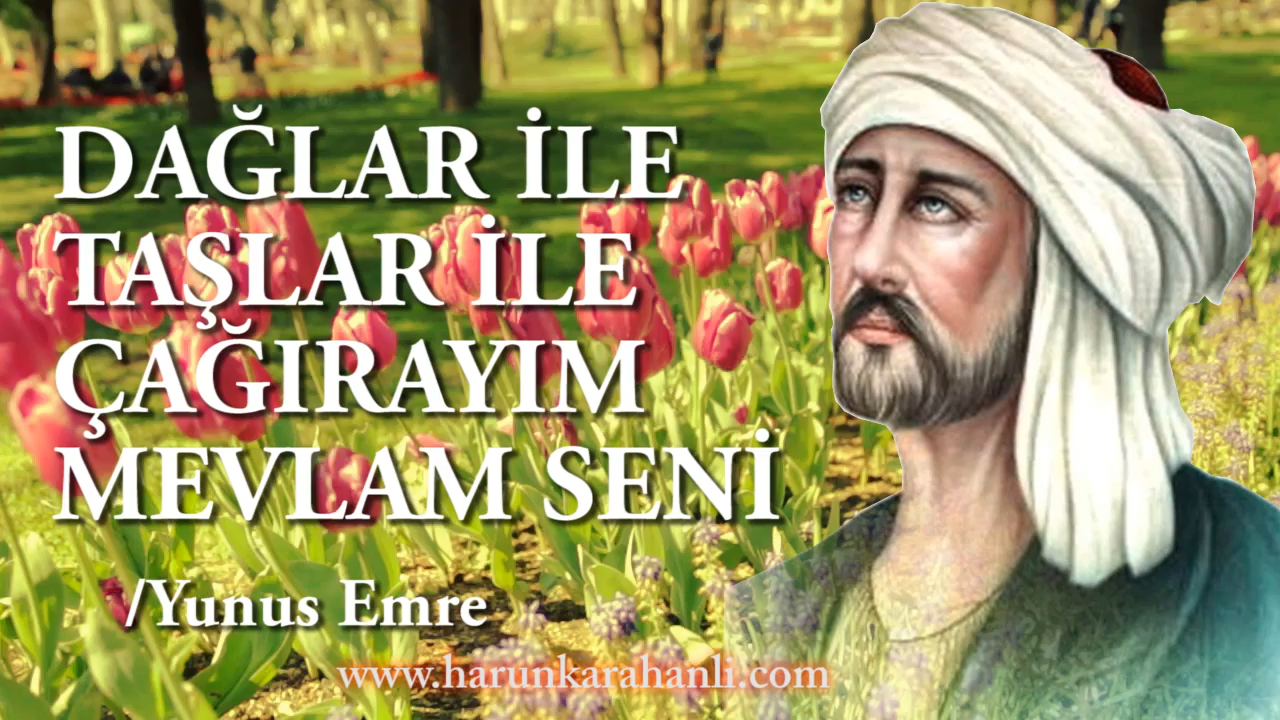 DAĞLAR İLE
TAŞLAR İLE
ÇAĞIRAYIM
MEVLAM SENİ
/Yunus Emre
www.harunkarahanli.com